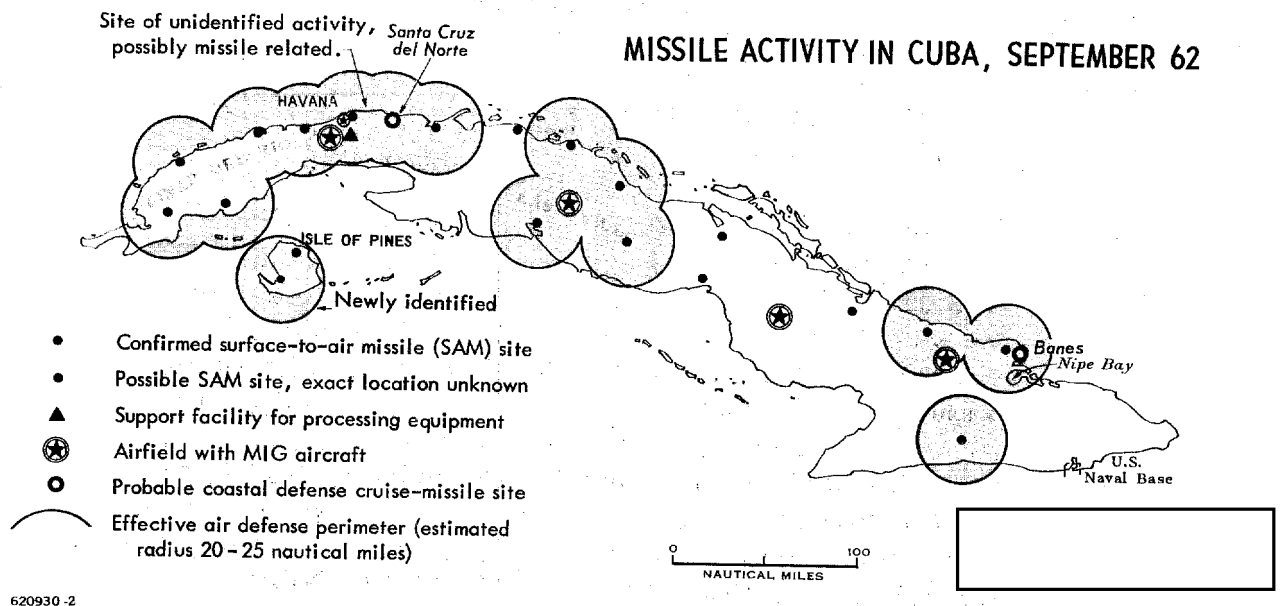 Site of unidentified activity,
possibly missile related.
Santa Cruz
del Norte
MISSILE ACTIVITY IN CUBA, SEPTEMBER 62
HAVANA
ISLE OF PINES
Newly identified
Confirmed surface-to-air missile (SAM) site
Possible SAM site, exact location unknown
Support facility for processing equipment
Airfield with MIG aircraft
Probable coastal defense cruise-missile site
Effective air defense perimeter (estimated
radius 20-25 nautical miles)
Banes
Nipe Bay
U.S.
Naval Base
0 100
NAUTICAL MILES
620930-2